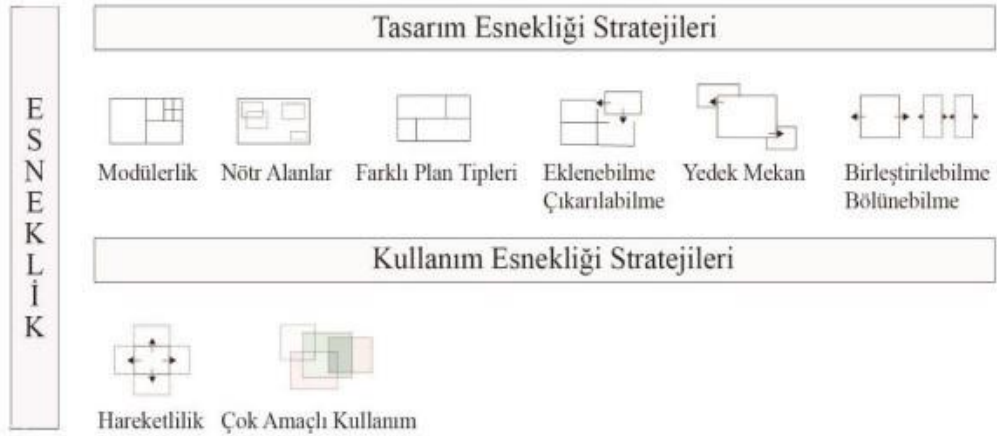 ESNEKLİK
Tasarım Esnekliği Stratejileri
Modülerlik
Nötr Alanlar
Farklı Plan Tipleri
Eklenebilme
Çıkarılabilme
Yedek Mekan
Birleştirilebilme
Bölünebilme
Kullanım Esnekliği Stratejileri
Hareketlilik
Çok Amaçlı Kullanım